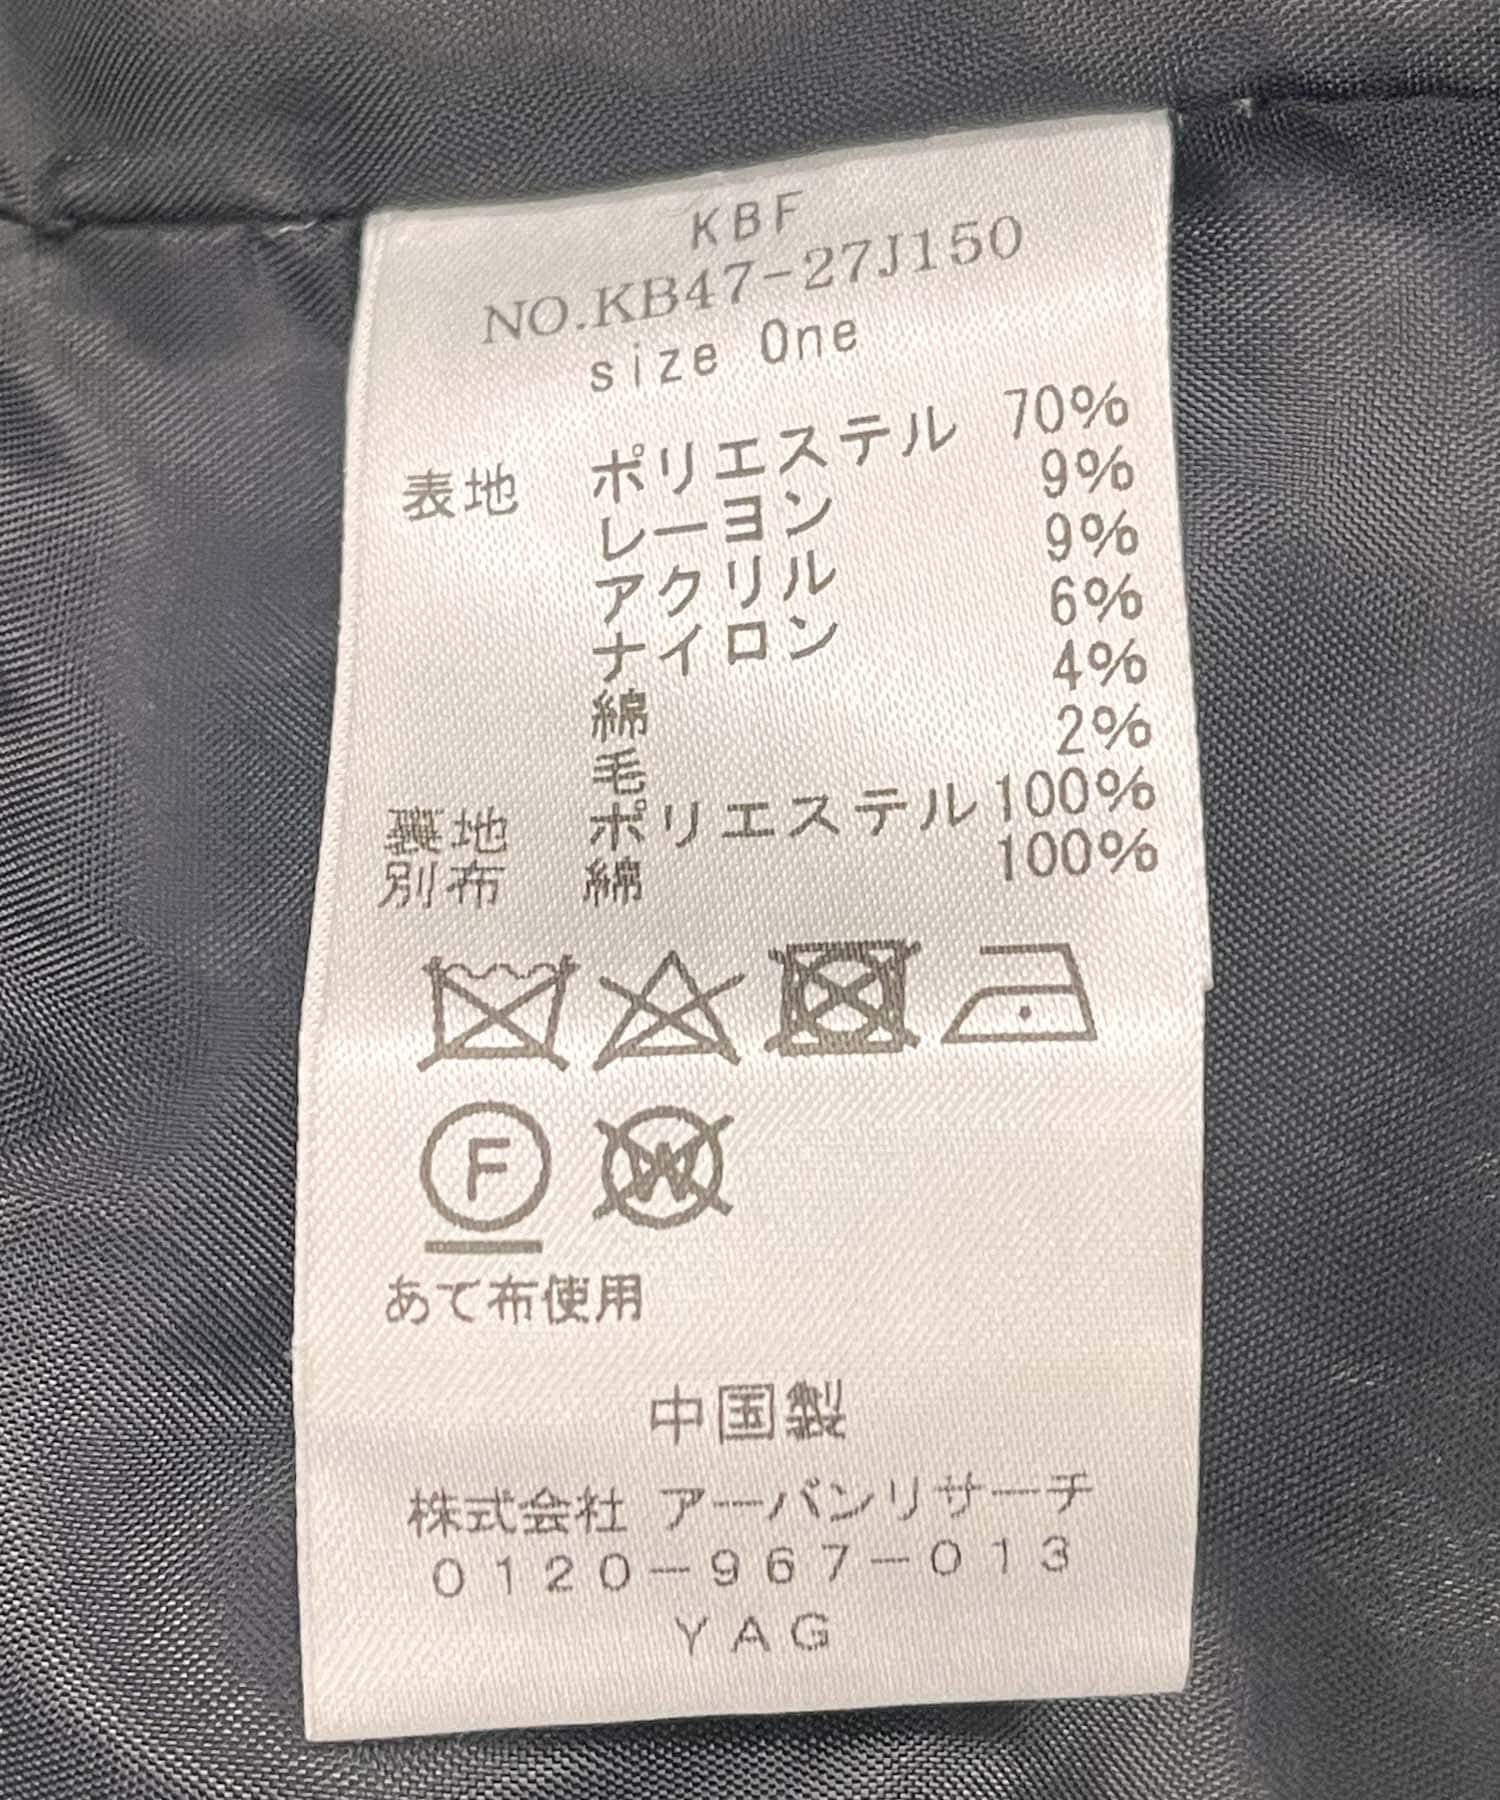 KBF
NO.KB47-27J150
size One
表地 ポリエステル 70%
レーヨン 9%
アクリル 9%
ナイロン 6%
綿 4%
毛 2%
裏地 ポリエステル 100%
別布 綿 100%
F W
あて布使用
中国製
株式会社 アーバンリサーチ
0120-967-013
YAG